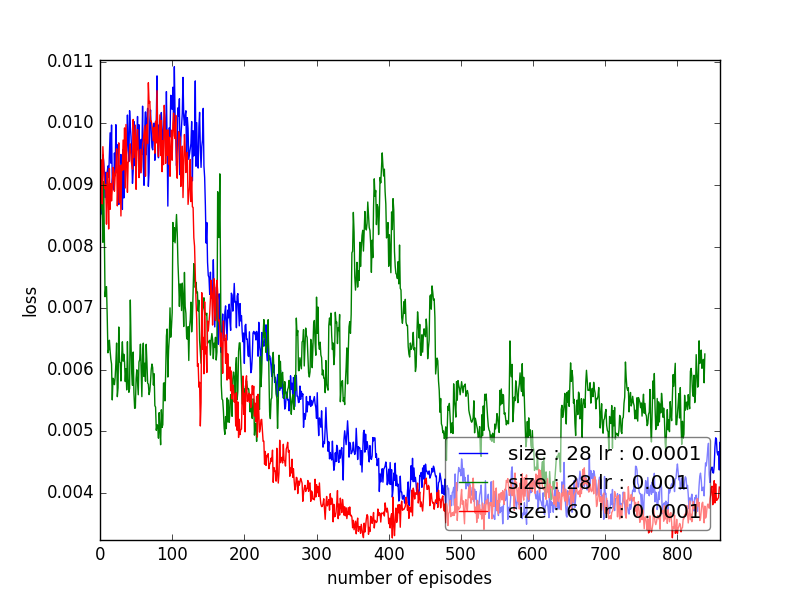 0.011
0.010
0.009
0.008
0.007
0.006
0.005
0.004
loss
size : 28 lr : 0.0001
size : 28 lr : 0.001
size : 60 lr : 0.0001
0 100 200 300 400 500 600 700 800
number of episodes